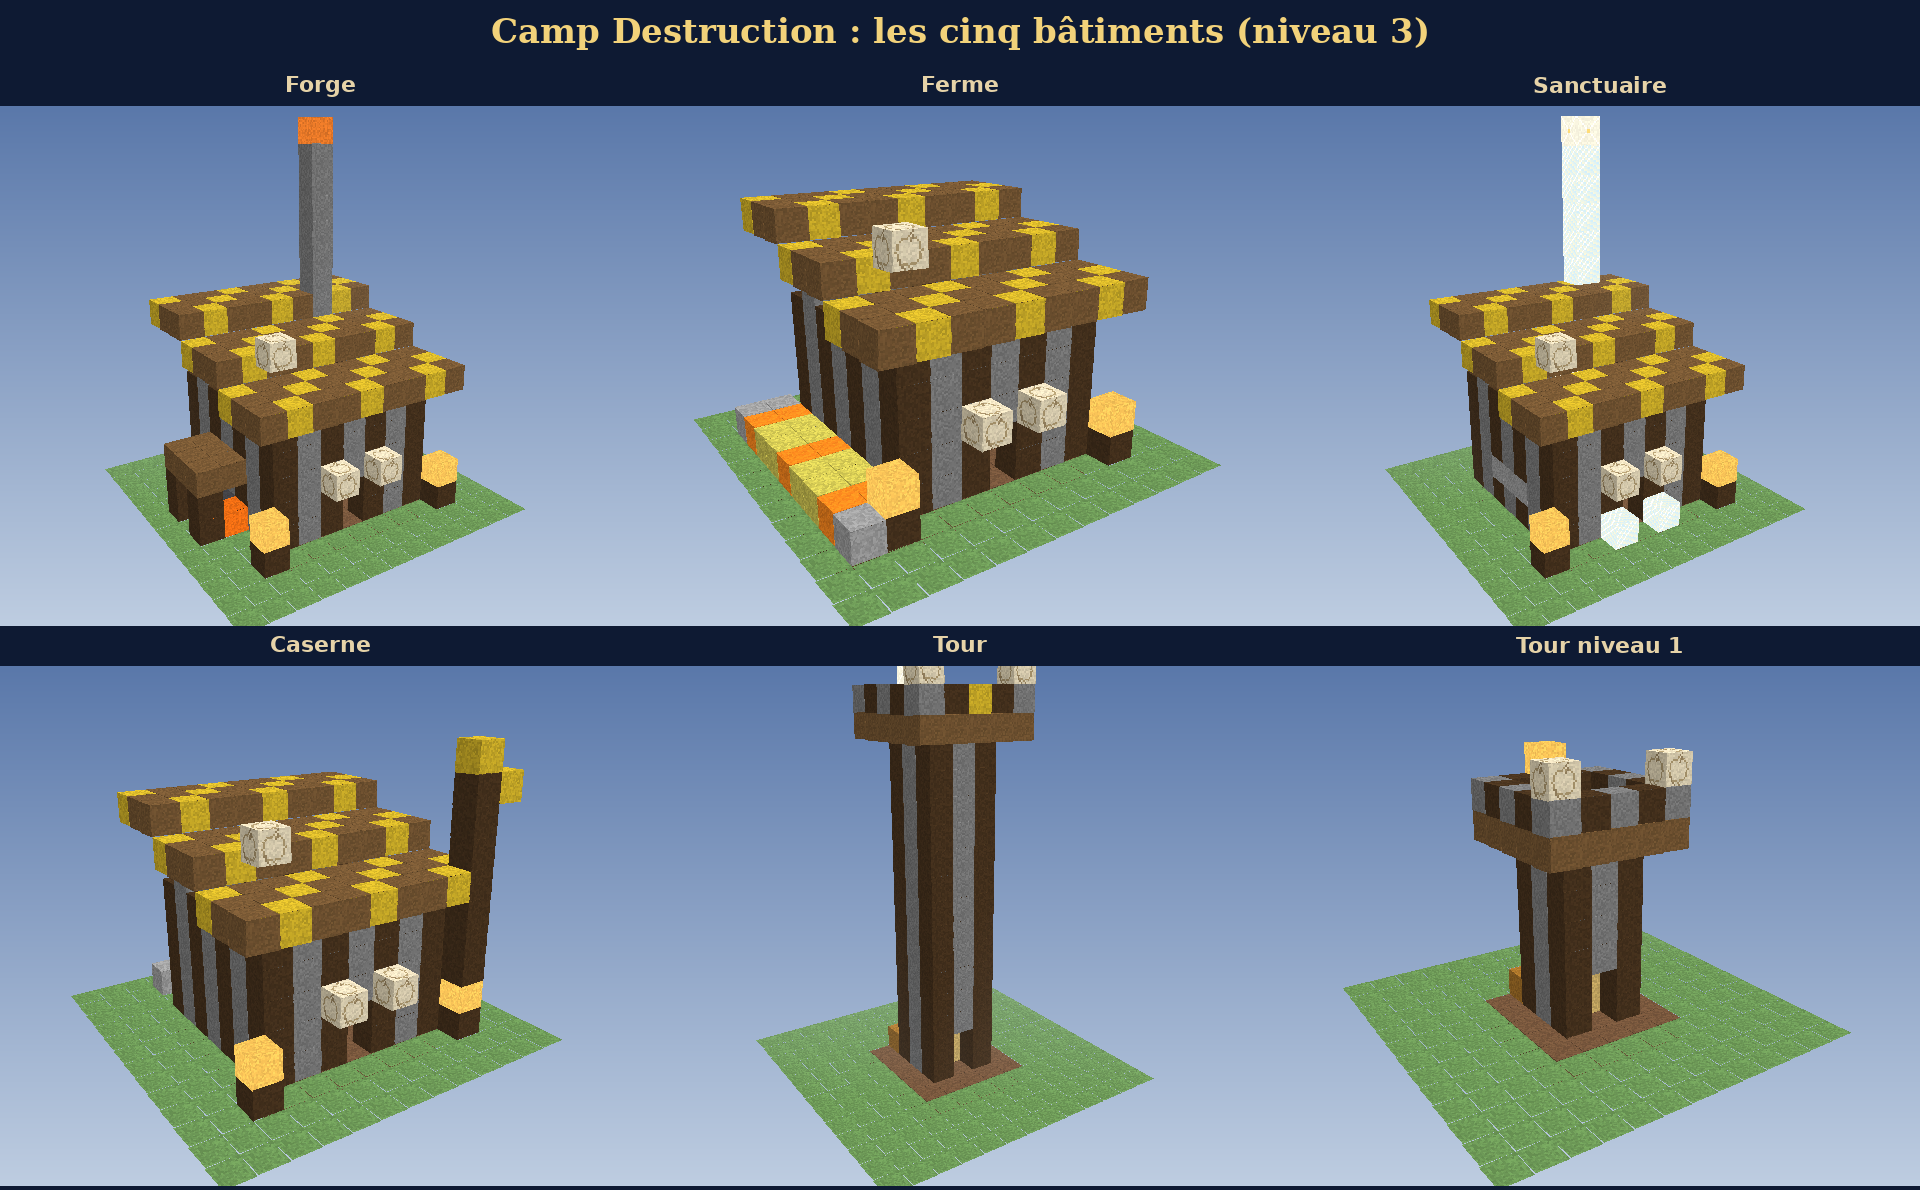 Camp Destruction : les cinq bâtiments (niveau 3)
Forge
Ferme
Sanctuaire
Caserne
Tour
Tour niveau 1